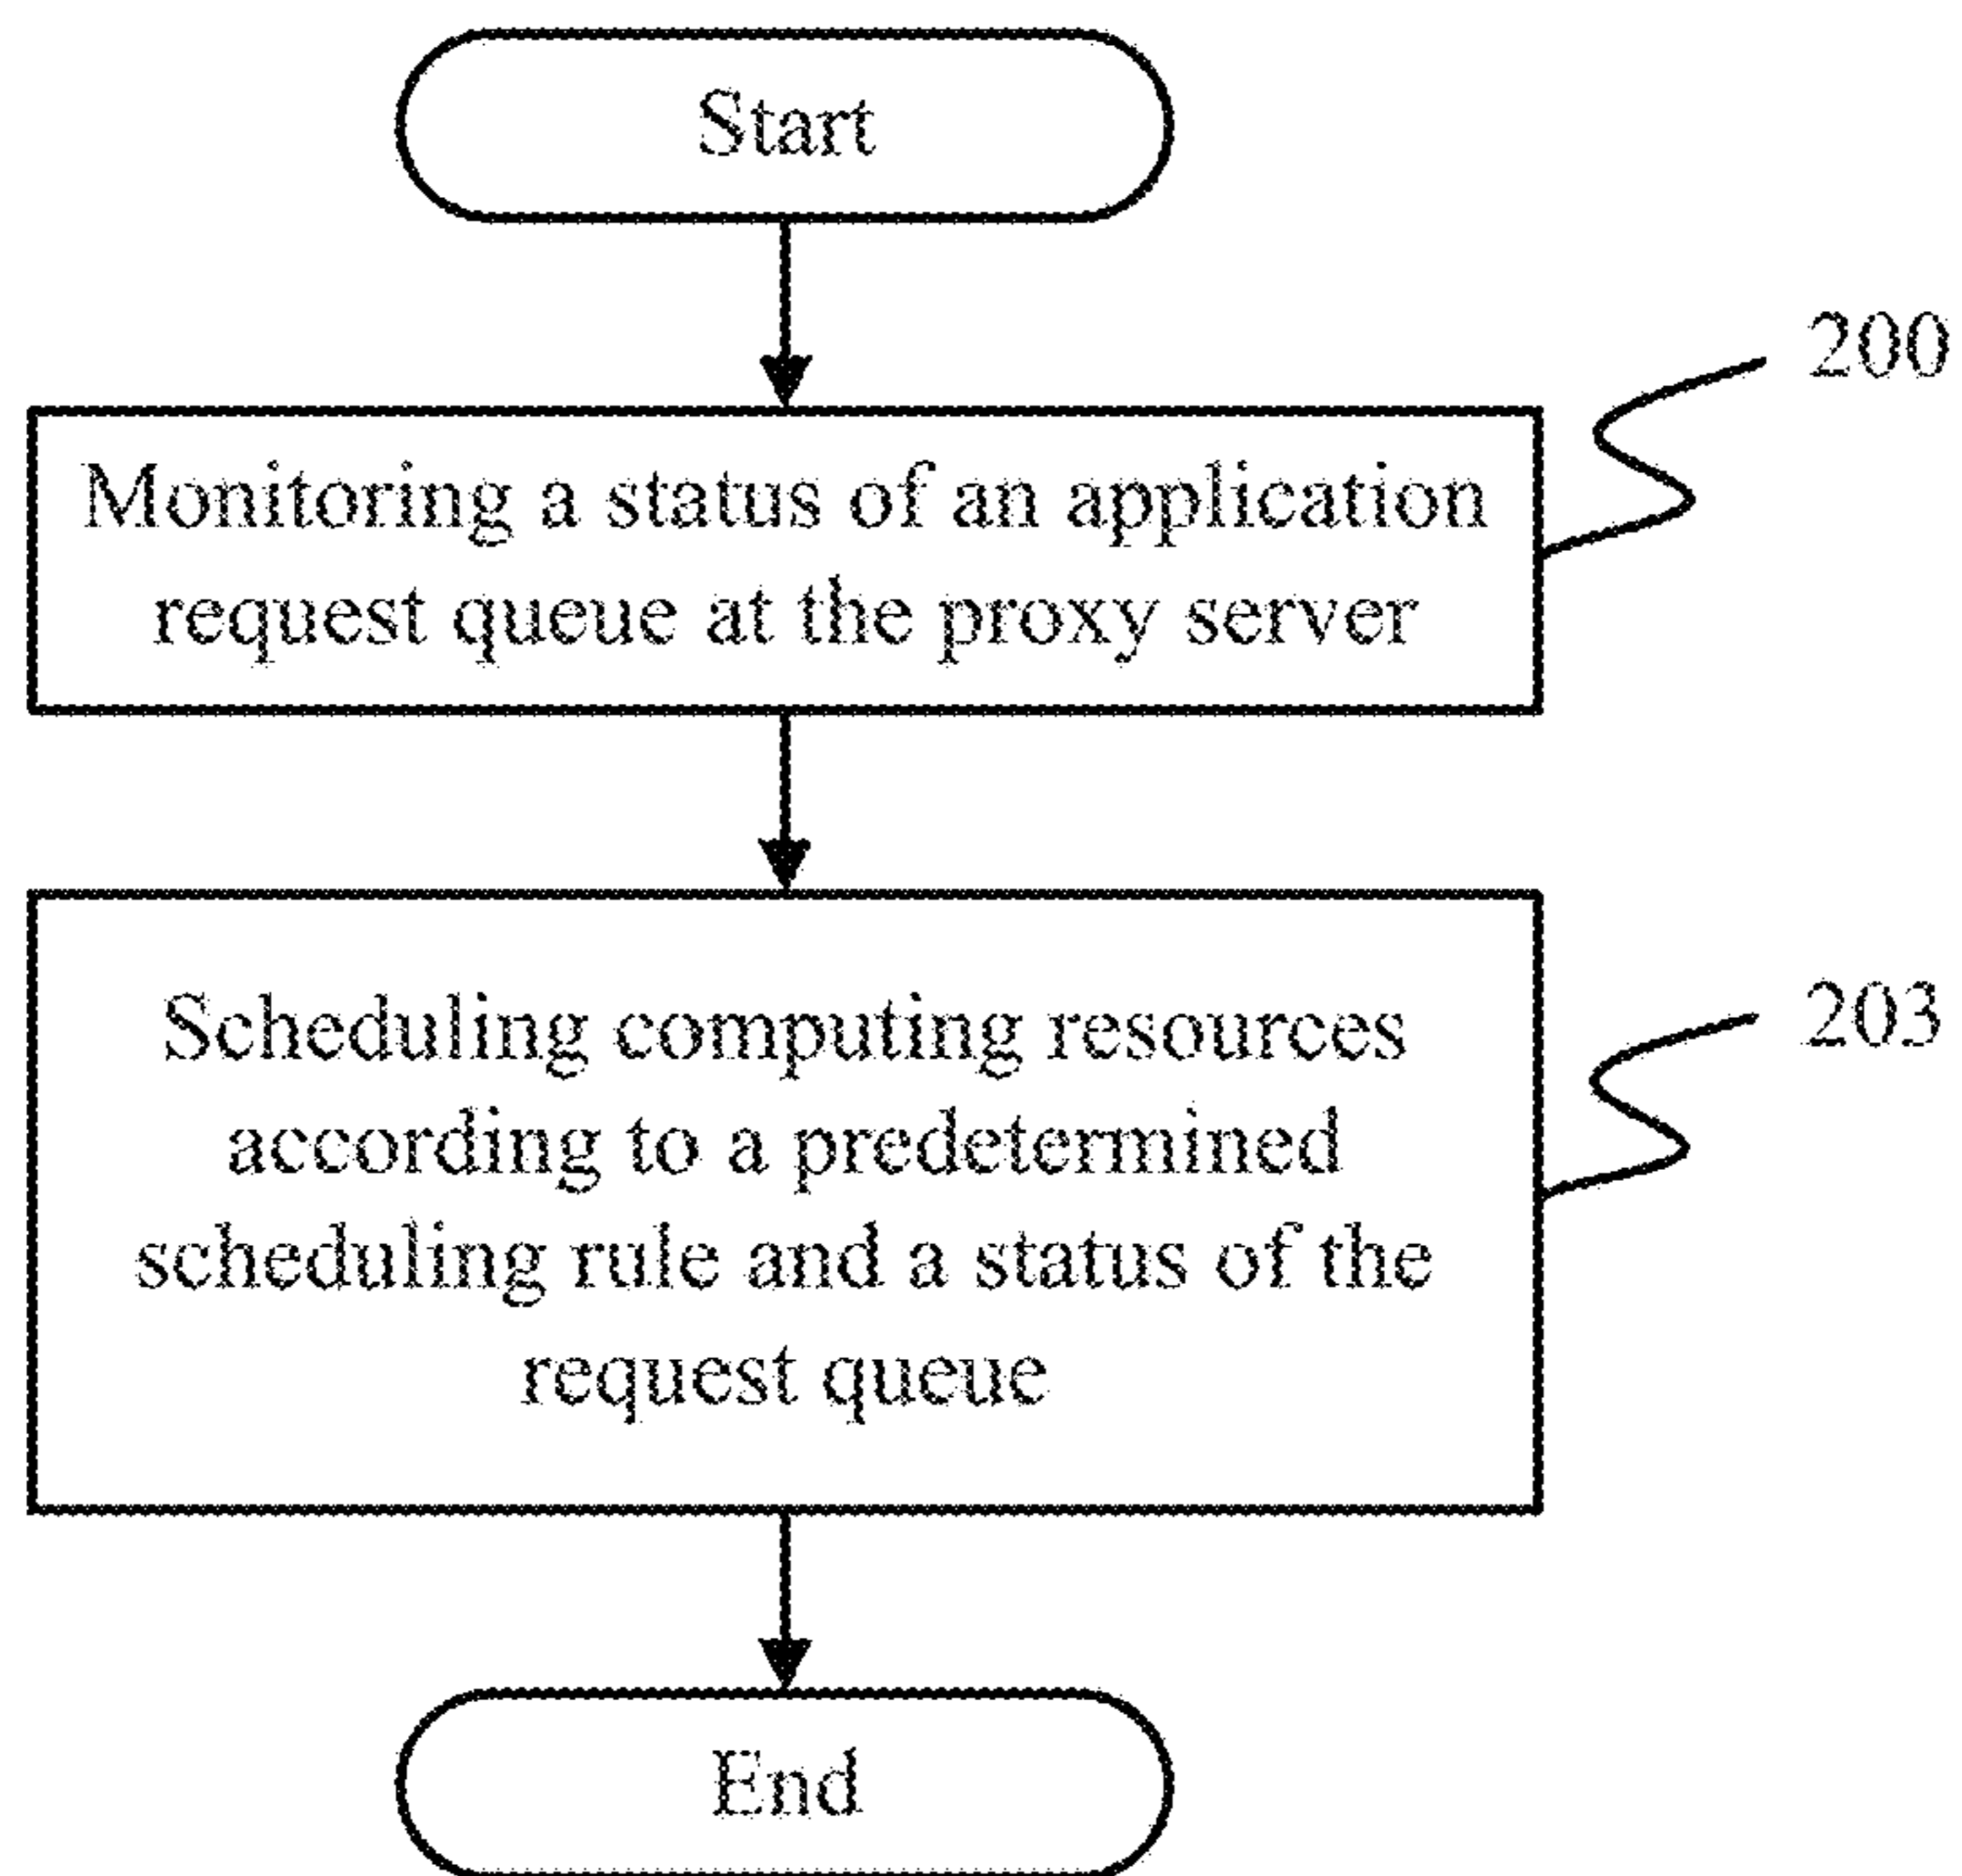 Start
200
Monitoring a status of an application
request queue at the proxy server
203
Scheduling computing resources
according to a predetermined
scheduling rule and a status of the
request queue
End